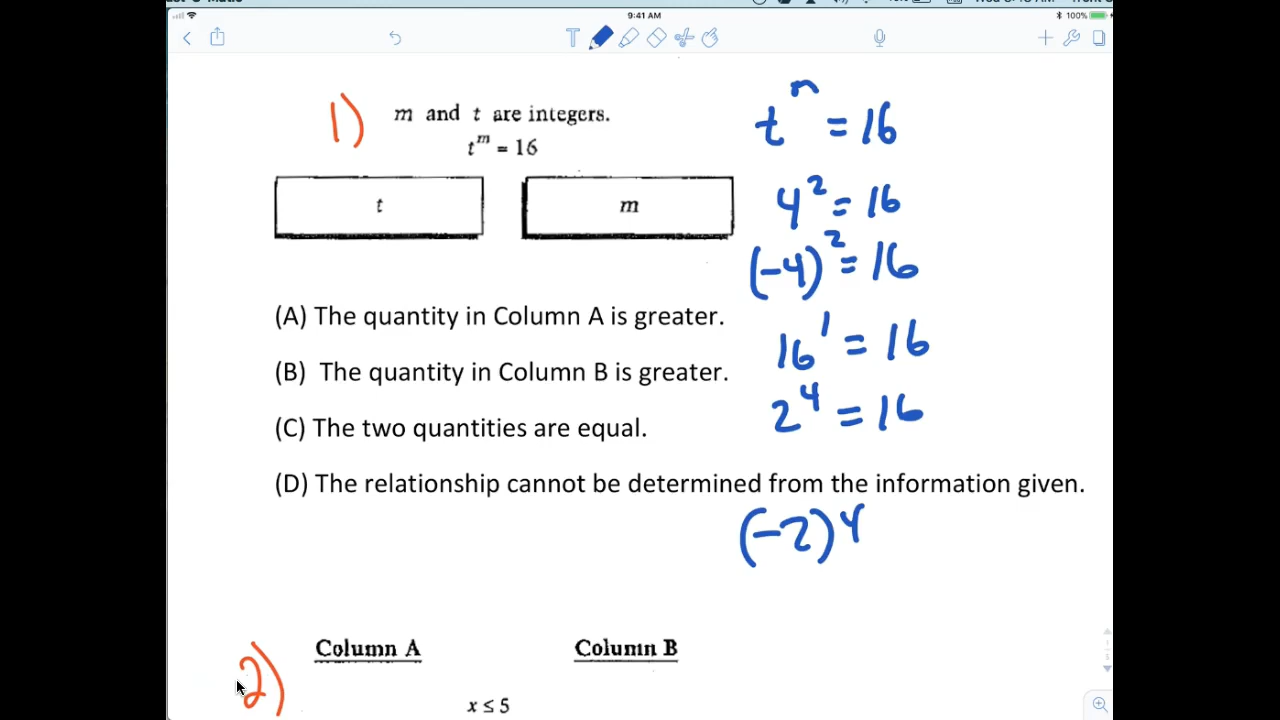 9:41 AM
100%
T
1)
m and t are integers.
t^m = 16
t
m
(A) The quantity in Column A is greater.
(B) The quantity in Column B is greater.
(C) The two quantities are equal.
(D) The relationship cannot be determined from the information given.
t^m = 16
4^2 = 16
(-4)^2 = 16
16^1 = 16
2^4 = 16
(-2)^4
2)
Column A Column B
x ≤ 5